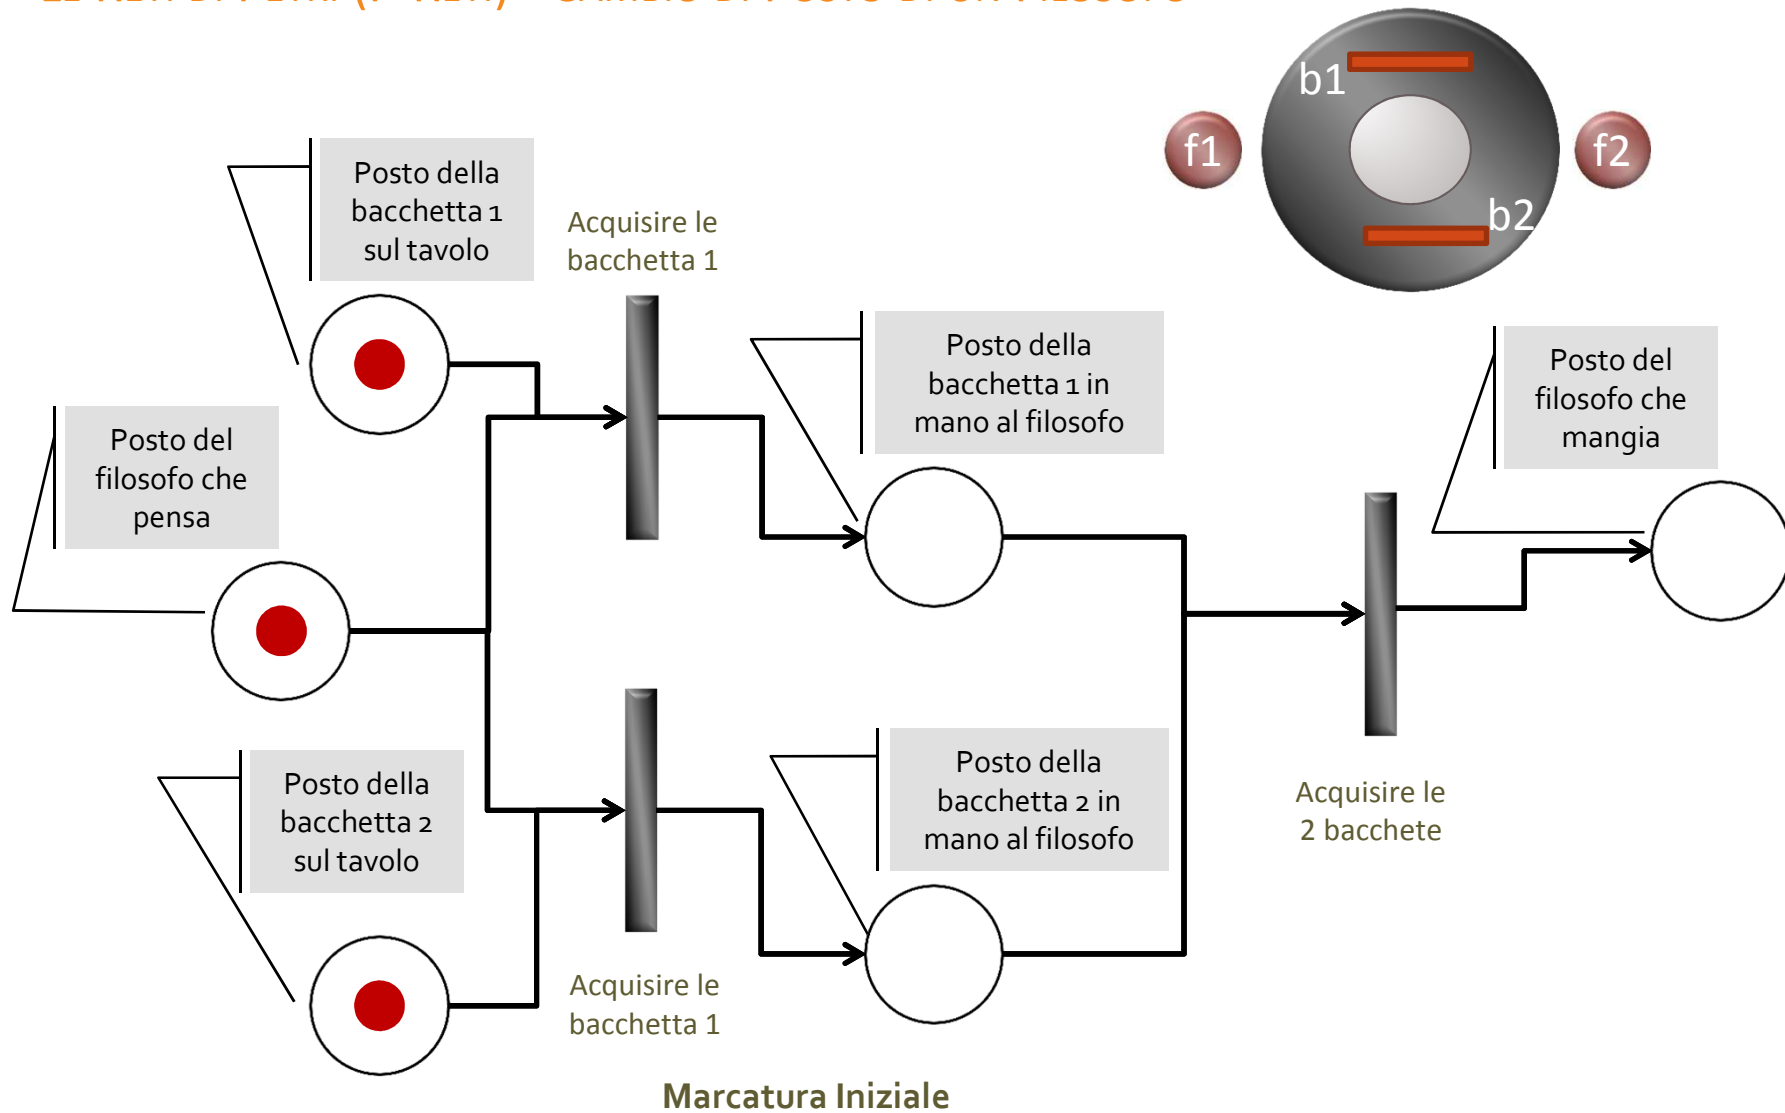 b1
f1
f2
b2
Posto della
bacchetta 1
sul tavolo
Acquisire le
bacchetta 1
Posto della
bacchetta 1 in
mano al filosofo
Posto del
filosofo che
mangia
Posto del
filosofo che
pensa
Posto della
bacchetta 2
sul tavolo
Posto della
bacchetta 2 in
mano al filosofo
Acquisire le
2 bacchete
Acquisire le
bacchetta 1
Marcatura Iniziale